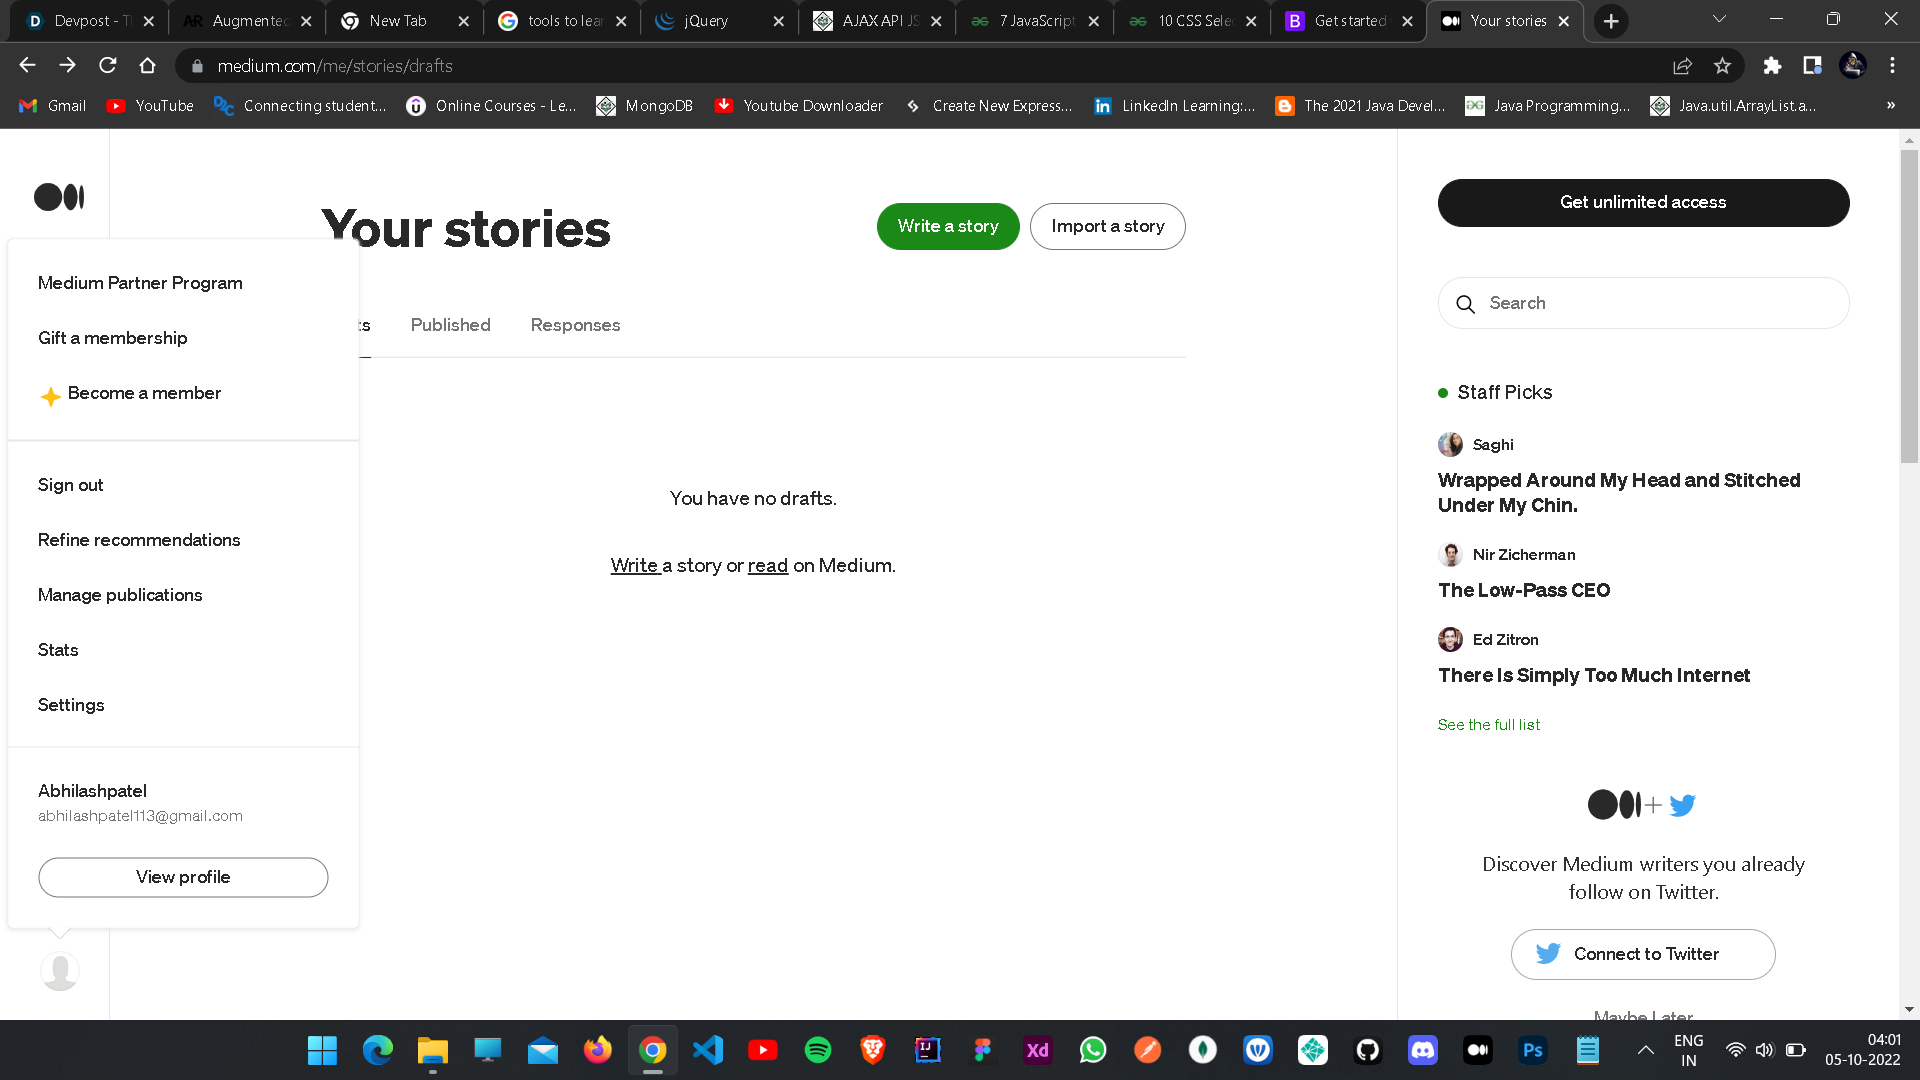 Devpost - Tl
Augmente
New Tab
tools to lear
jQuery
AJAX API JS
7 JavaScript
10 CSS Sele
Get started
Your stories
medium.com/me/stories/drafts
Gmail
YouTube
Connecting student...
Online Courses - Le...
MongoDB
Youtube Downloader
Create New Express...
LinkedIn Learning:...
The 2021 Java Devel...
Java Programming...
Java.util.ArrayList.a...
»
Your stories
Write a story
Import a story
ts
Published
Responses
You have no drafts.
Write a story or read on Medium.
Medium Partner Program
Gift a membership
Become a member
Sign out
Refine recommendations
Manage publications
Stats
Settings
Abhilashpatel
abhilashpatel113@gmail.com
View profile
Get unlimited access
Search
Staff Picks
Saghi
Wrapped Around My Head and Stitched
Under My Chin.
Nir Zicherman
The Low-Pass CEO
Ed Zitron
There Is Simply Too Much Internet
See the full list
Discover Medium writers you already
follow on Twitter.
Connect to Twitter
Maybe Later
ENG
IN
04:01
05-10-2022